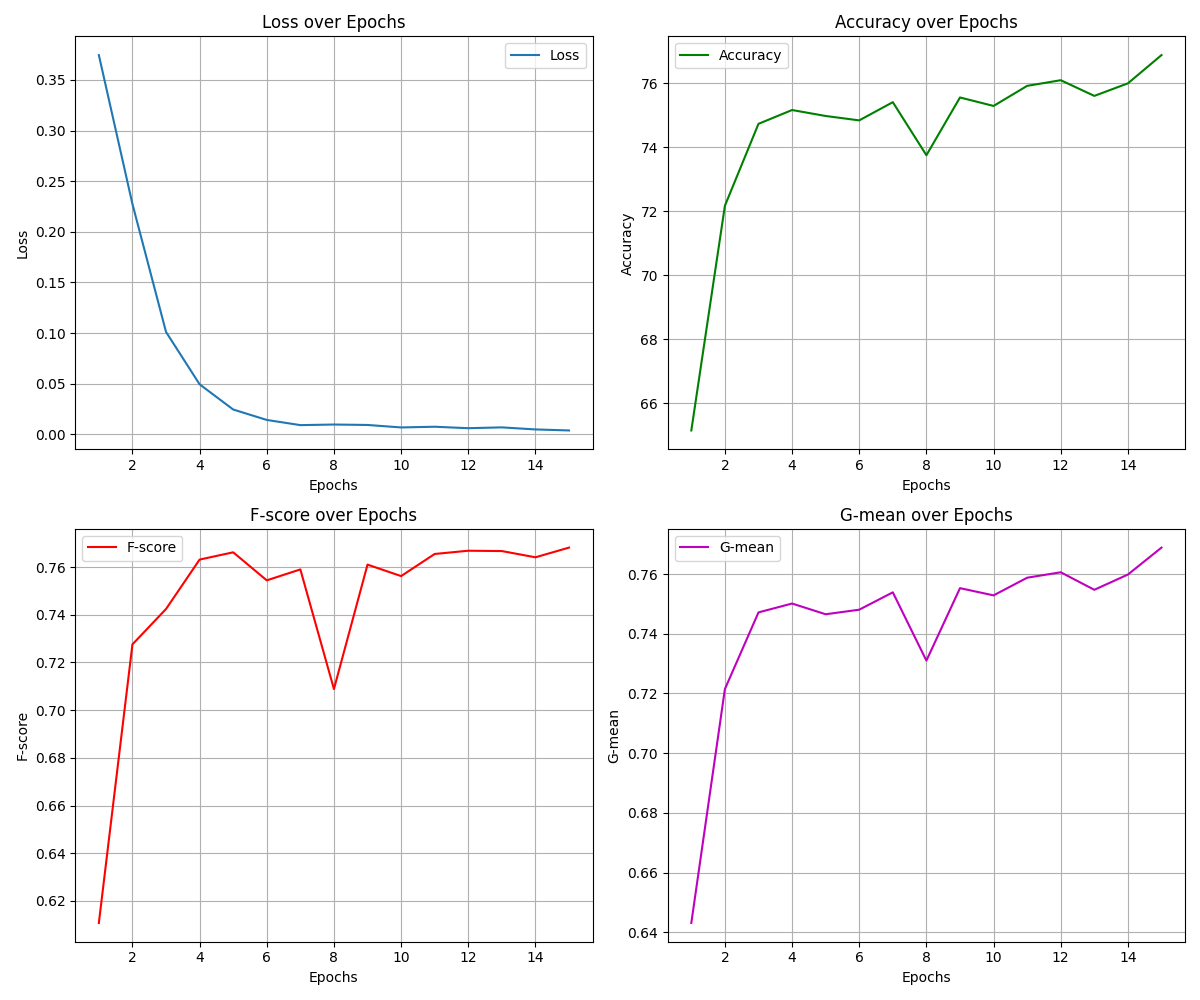 Loss over Epochs
Loss
0.35
0.30
0.25
0.20
0.15
0.10
0.05
0.00
Loss
2 4 6 8 10 12 14
Epochs
Accuracy over Epochs
Accuracy
76
74
72
70
68
66
Accuracy
2 4 6 8 10 12 14
Epochs
F-score over Epochs
F-score
0.76
0.74
0.72
0.70
0.68
0.66
0.64
0.62
F-score
2 4 6 8 10 12 14
Epochs
G-mean over Epochs
G-mean
0.76
0.74
0.72
0.70
0.68
0.66
0.64
G-mean
2 4 6 8 10 12 14
Epochs